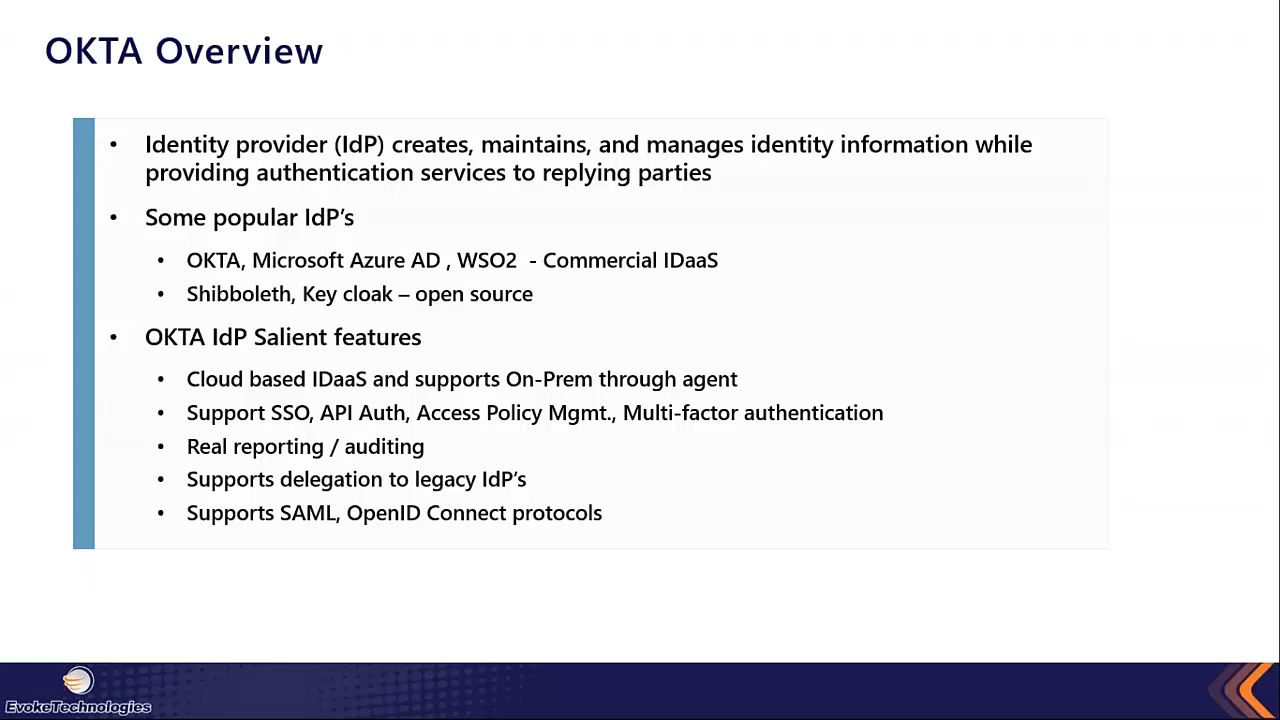 OKTA Overview
• Identity provider (IdP) creates, maintains, and manages identity information while
providing authentication services to replying parties
• Some popular IdP’s
• OKTA, Microsoft Azure AD , WSO2 - Commercial IDaaS
• Shibboleth, Key cloak – open source
• OKTA IdP Salient features
• Cloud based IDaaS and supports On-Prem through agent
• Support SSO, API Auth, Access Policy Mgmt., Multi-factor authentication
• Real reporting / auditing
• Supports delegation to legacy IdP’s
• Supports SAML, OpenID Connect protocols
EvokeTechnologies